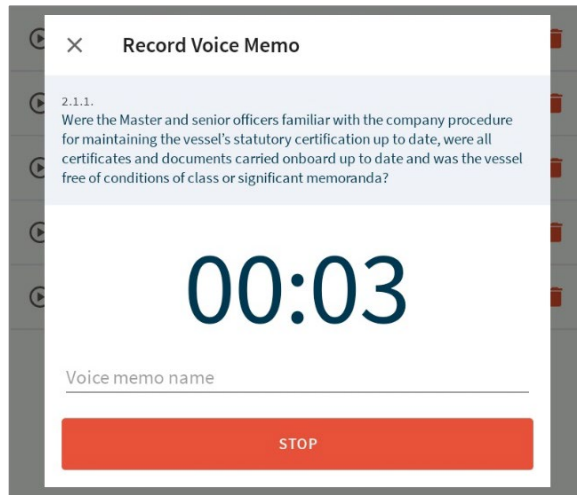 Record Voice Memo
2.1.1.
Were the Master and senior officers familiar with the company procedure
for maintaining the vessel's statutory certification up to date, were all
certificates and documents carried onboard up to date and was the vessel
free of conditions of class or significant memoranda?
00:03
Voice memo name
STOP